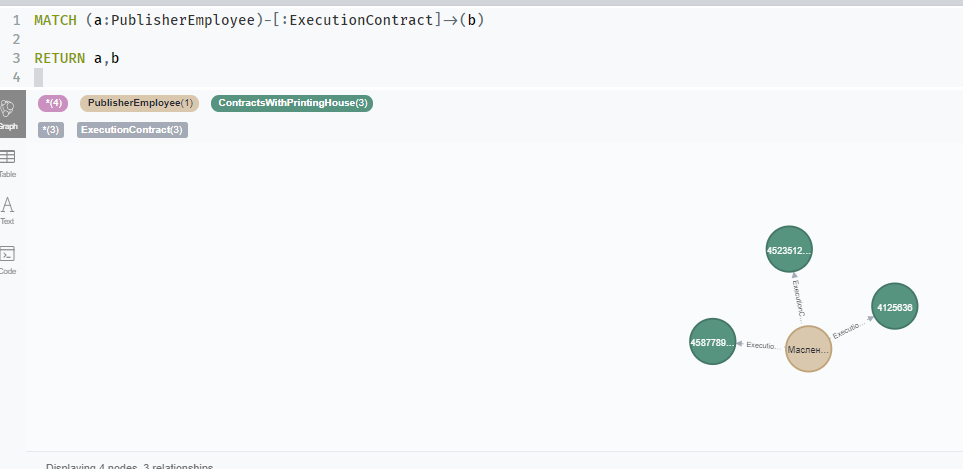 1 MATCH (a:PublisherEmployee)-[:ExecutionContract]->(b)
2
3 RETURN a,b
4
*(4) PublisherEmployee(1) ContractsWithPrintingHouse(3)
*(3) ExecutionContract(3)
Graph
Table
A
Text
Code
4523512...
ExecutionC...
4125636
Executio...
4587789...
Executio...
Маслен...
Displaying 4 nodes, 3 relationships.